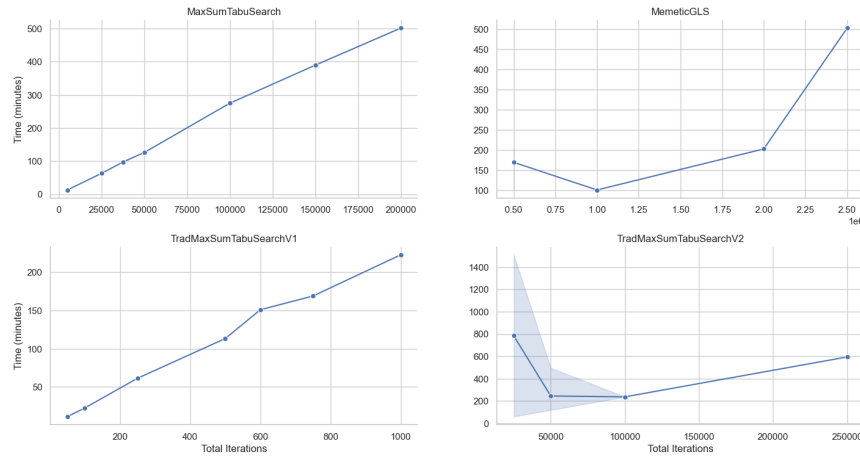 MaxSumTabuSearch
Time (minutes)
500
400
300
200
100
0
0 25000 50000 75000 100000 125000 150000 175000 200000
MemeticGLS
500
450
400
350
300
250
200
150
100
0.50 0.75 1.00 1.25 1.50 1.75 2.00 2.25 2.50
1e6
TradMaxSumTabuSearchV1
Time (minutes)
200
150
100
50
200 400 600 800 1000
Total Iterations
TradMaxSumTabuSearchV2
1400
1200
1000
800
600
400
200
0
50000 100000 150000 200000 250000
Total Iterations